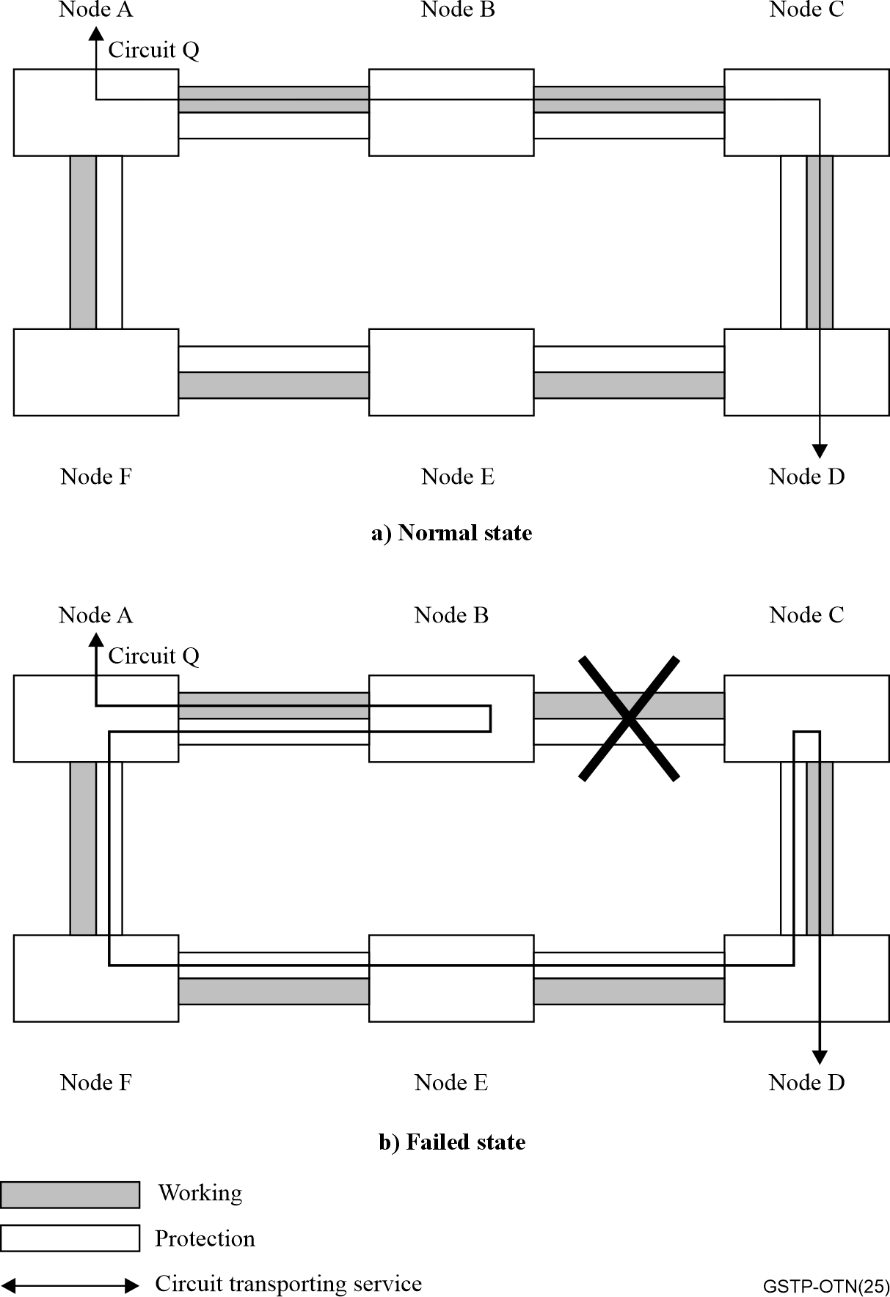 Node A
Node B
Node C
Circuit Q
Node F
Node E
Node D
a) Normal state
Node A
Node B
Node C
Circuit Q
Node F
Node E
Node D
b) Failed state
Working
Protection
Circuit transporting service
GSTP-OTN(25)